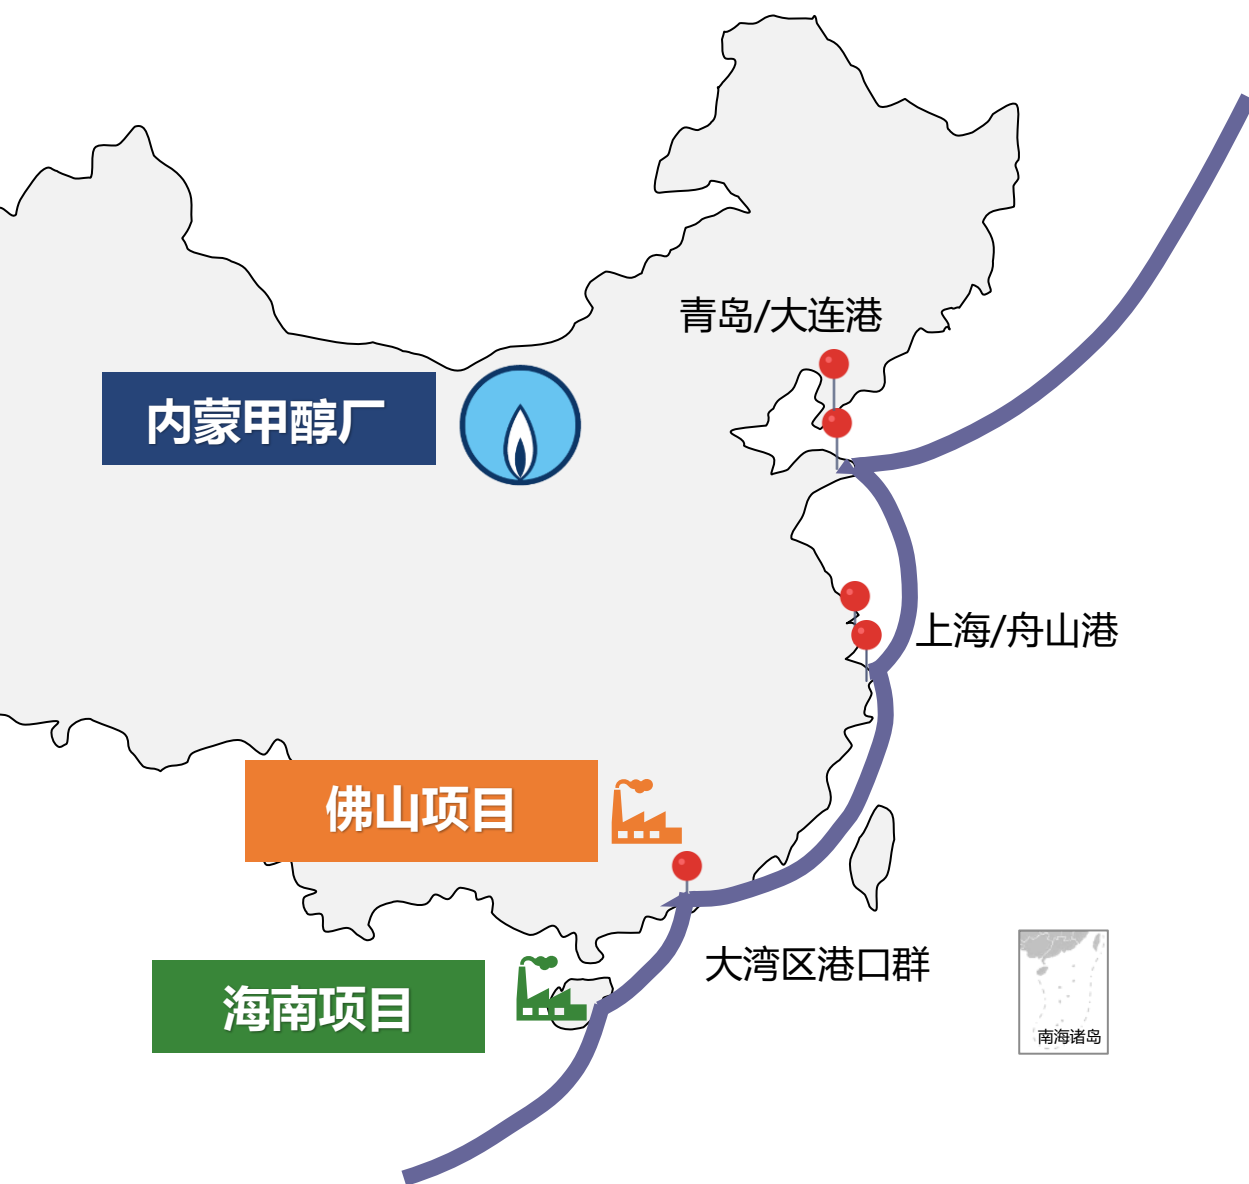 青岛/大连港
内蒙甲醇厂
上海/舟山港
佛山项目
大湾区港口群
海南项目
南海诸岛